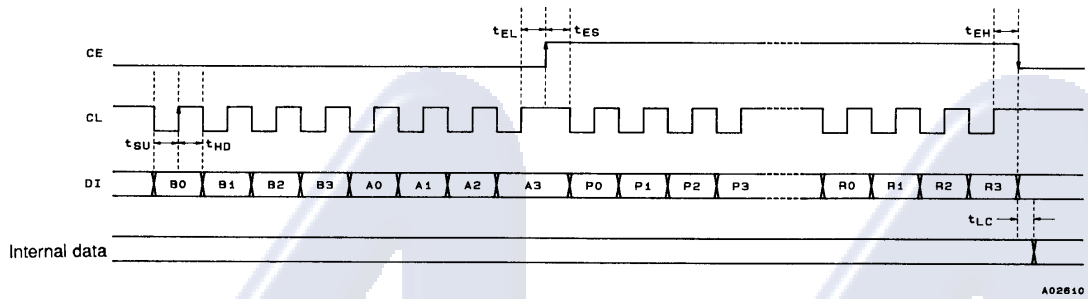 tEL tES tEH
CE
CL
tSU tHD
DI B0 B1 B2 B3 A0 A1 A2 A3 P0 P1 P2 P3 R0 R1 R2 R3
tLC
Internal data
A02610